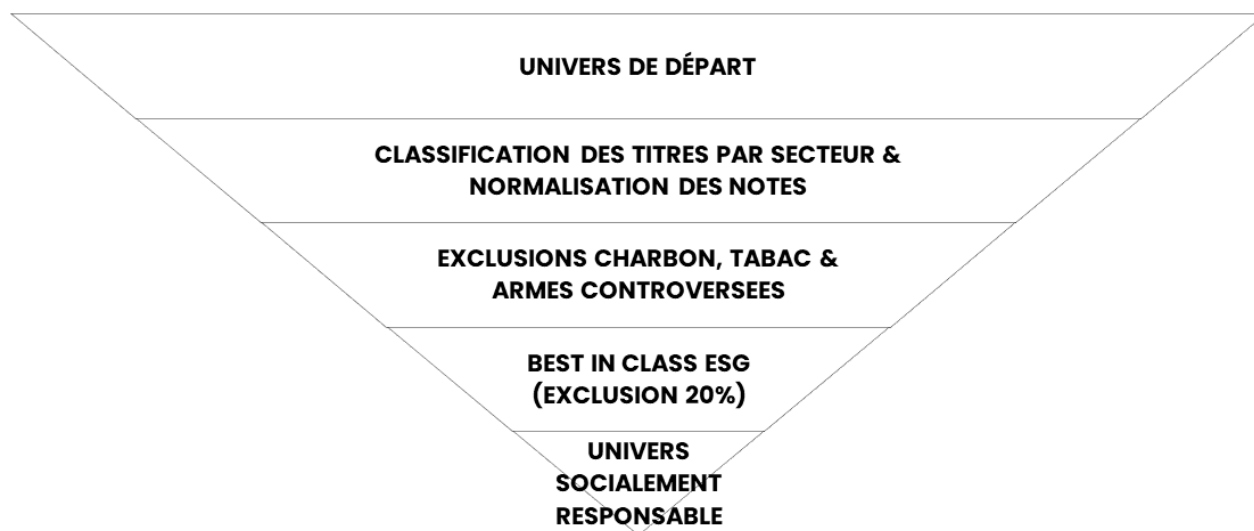 UNIVERS DE DÉPART
CLASSIFICATION DES TITRES PAR SECTEUR &
NORMALISATION DES NOTES
EXCLUSIONS CHARBON, TABAC &
ARMES CONTROVERSEES
BEST IN CLASS ESG
(EXCLUSION 20%)
UNIVERS
SOCIALEMENT
RESPONSABLE